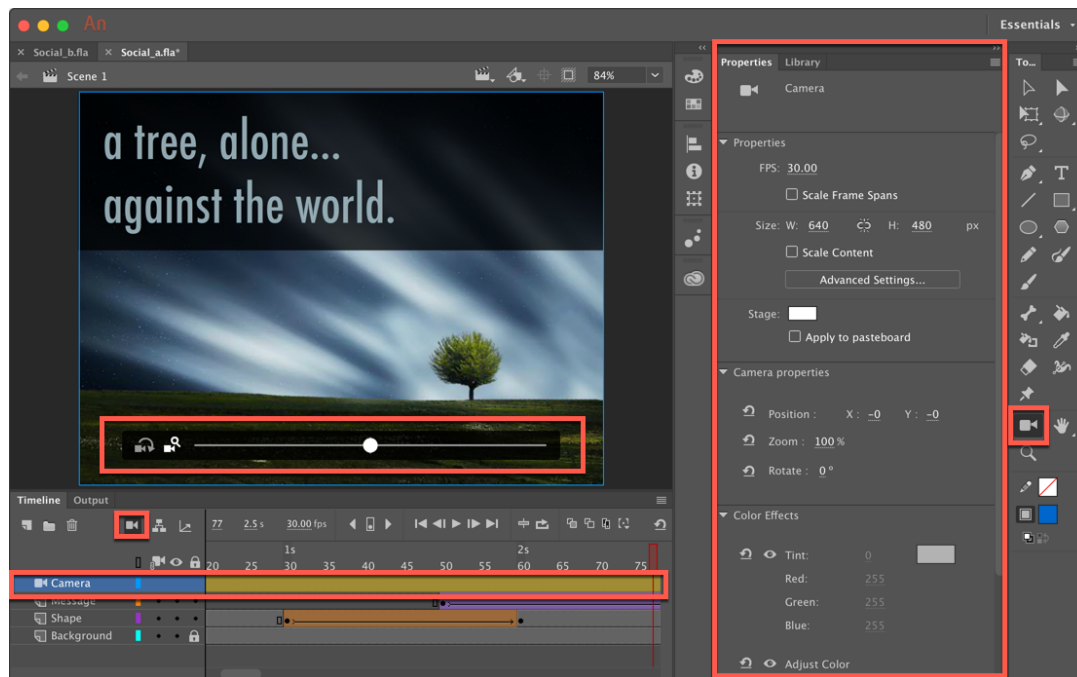 An
Essentials
× Social_b.fla × Social_a.fla*
Scene 1
84%
a tree, alone...
against the world.
Timeline Output
77 2.5 s 30.00 fps
1s 2s
20 25 30 35 40 45 50 55 60 65 70 75
Camera
Message
Shape
Background
Properties Library
Camera
Properties
FPS: 30.00
Scale Frame Spans
Size: W: 640 H: 480 px
Scale Content
Advanced Settings...
Stage:
Apply to pasteboard
Camera properties
Position : X : -0 Y : -0
Zoom : 100 %
Rotate : 0 °
Color Effects
Tint: 0
Red: 255
Green: 255
Blue: 255
Adjust Color
To...